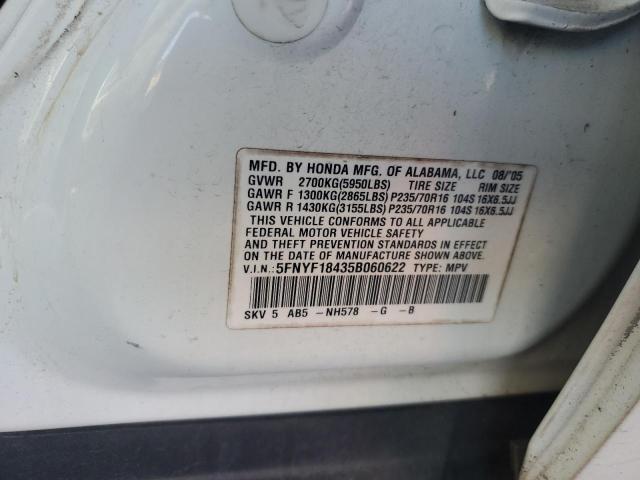 MFD. BY HONDA MFG. OF ALABAMA, LLC 08/'05
GVWR 2700KG(5950LBS) TIRE SIZE RIM SIZE
GAWR F 1300KG(2865LBS) P235/70R16 104S 16X6.5JJ
GAWR R 1430KG(3155LBS) P235/70R16 104S 16X6.5JJ
THIS VEHICLE CONFORMS TO ALL APPLICABLE
FEDERAL MOTOR VEHICLE SAFETY
AND THEFT PREVENTION STANDARDS IN EFFECT
ON THE DATE OF MANUFACTURE SHOWN ABOVE.
V.I.N.: 5FNYF18435B060622 TYPE: MPV
SKV 5 AB5 -NH578 -G -B